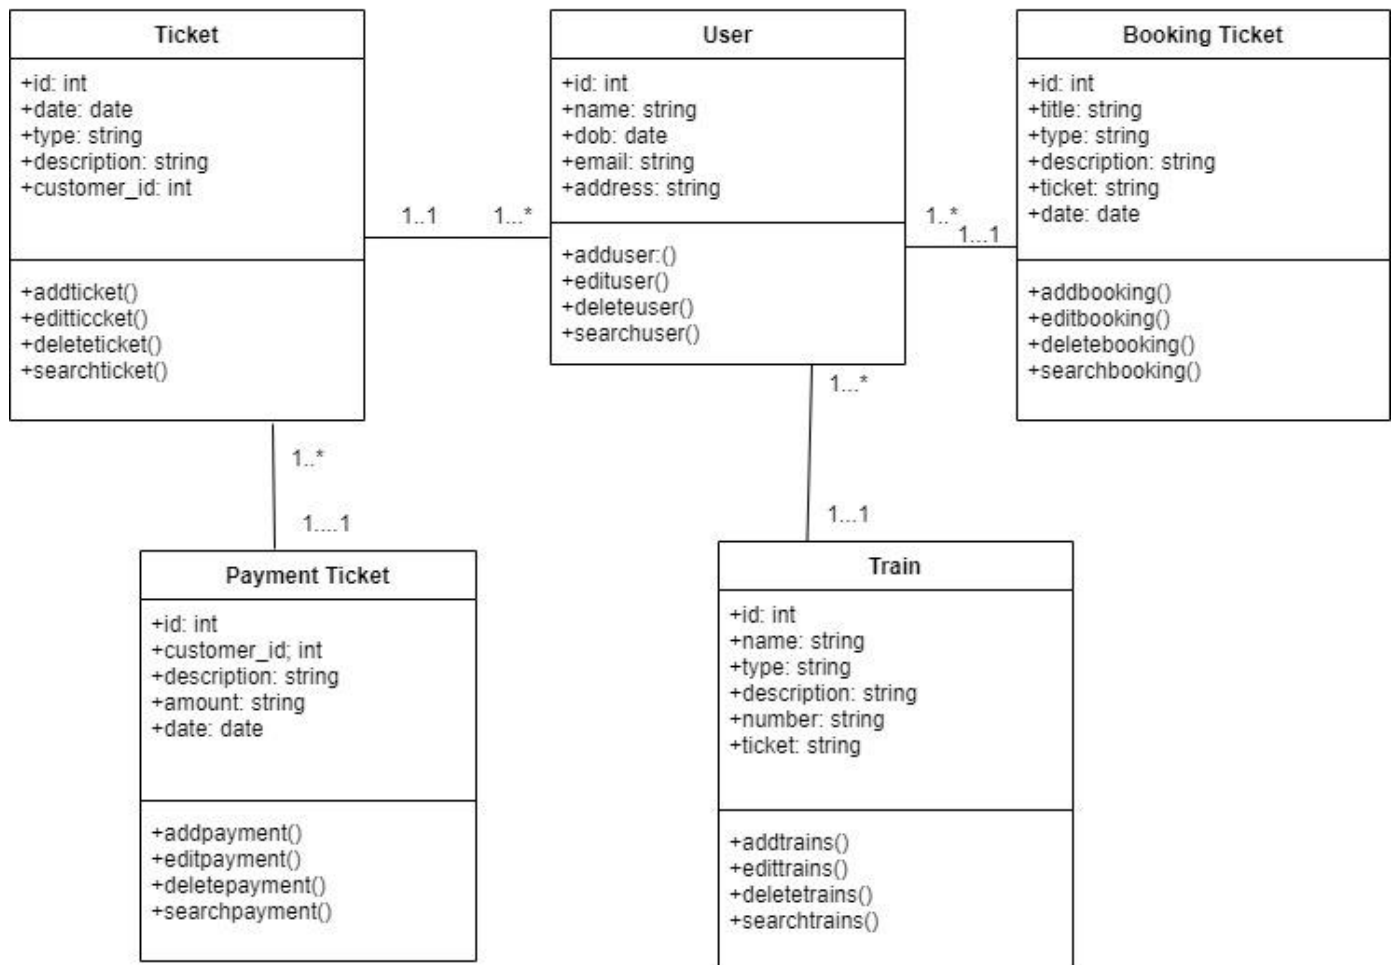 Ticket
+id: int
+date: date
+type: string
+description: string
+customer_id: int
+addticket()
+editticcket()
+deleteticket()
+searchticket()
1..1
1...*
User
+id: int
+name: string
+dob: date
+email: string
+address: string
+adduser:()
+edituser()
+deleteuser()
+searchuser()
1..*
1...1
Booking Ticket
+id: int
+title: string
+type: string
+description: string
+ticket: string
+date: date
+addbooking()
+editbooking()
+deletebooking()
+searchbooking()
1..*
1....1
Payment Ticket
+id: int
+customer_id; int
+description: string
+amount: string
+date: date
+addpayment()
+editpayment()
+deletepayment()
+searchpayment()
1...*
1...1
Train
+id: int
+name: string
+type: string
+description: string
+number: string
+ticket: string
+addtrains()
+edittrains()
+deletetrains()
+searchtrains()